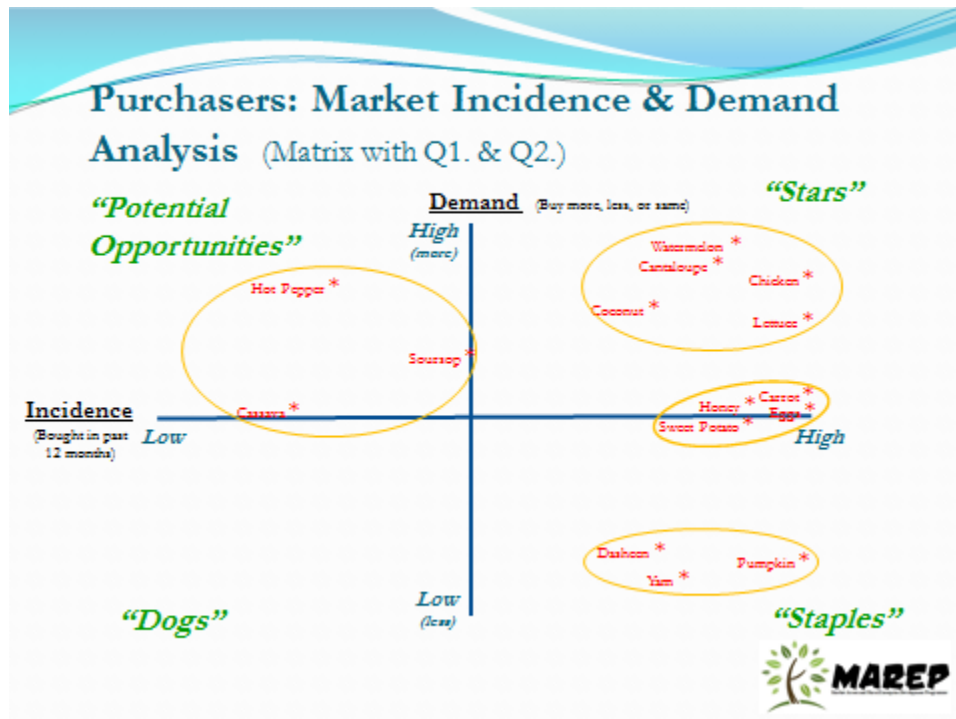 Purchasers: Market Incidence & Demand
Analysis (Matrix with Q1. & Q2.)
"Potential
Opportunities"
Demand (Buy more, less, or same)
"Stars"
High
(more)
Watermelon *
Cantaloupe *
Chicken *
Hot Pepper *
Coconut *
Lettuce *
Soursop *
Incidence
(Bought in past
12 months)
Low
Cassava *
Carrot *
Honey *
Eggs *
Sweet Potato *
High
Dasheen *
Pumpkin *
Yam *
Low
(less)
"Dogs"
"Staples"
MAREP